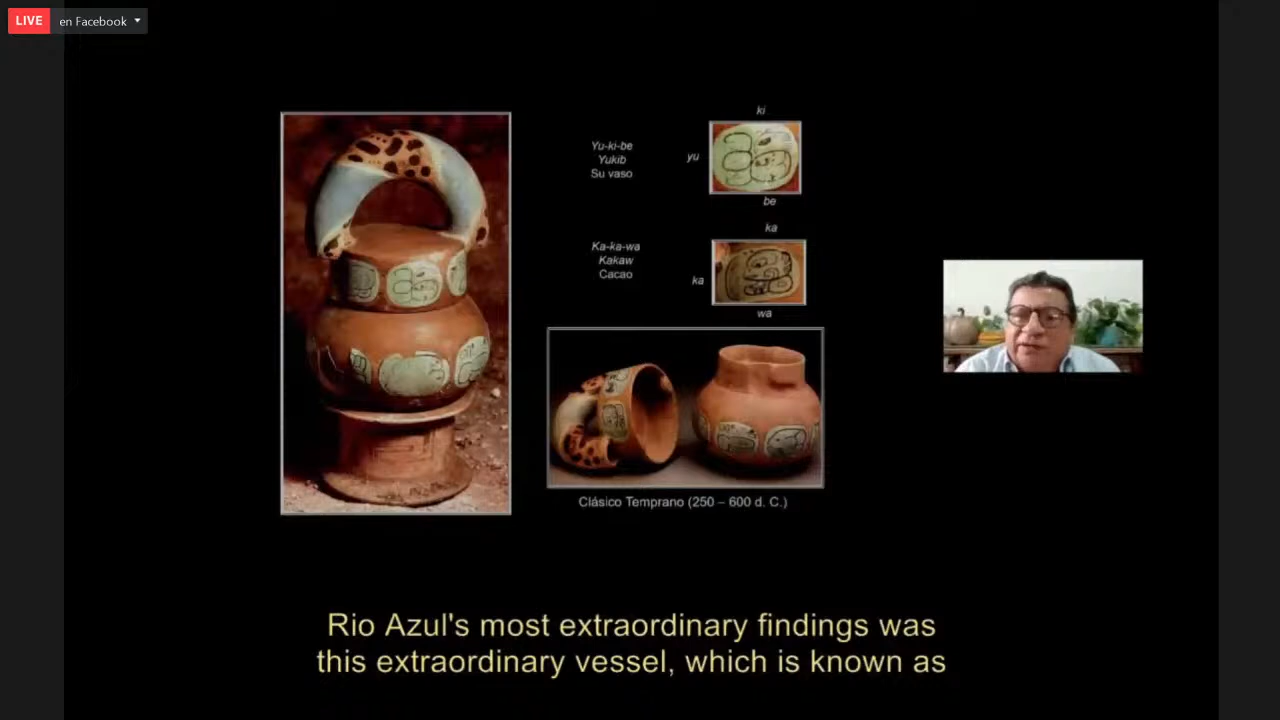 LIVE
en Facebook
ki
Yu-ki-be
Yukib
Su vaso
yu
be
ka
Ka-ka-wa
Kakaw
Cacao
ka
wa
Clásico Temprano (250 – 600 d. C.)
Rio Azul's most extraordinary findings was
this extraordinary vessel, which is known as